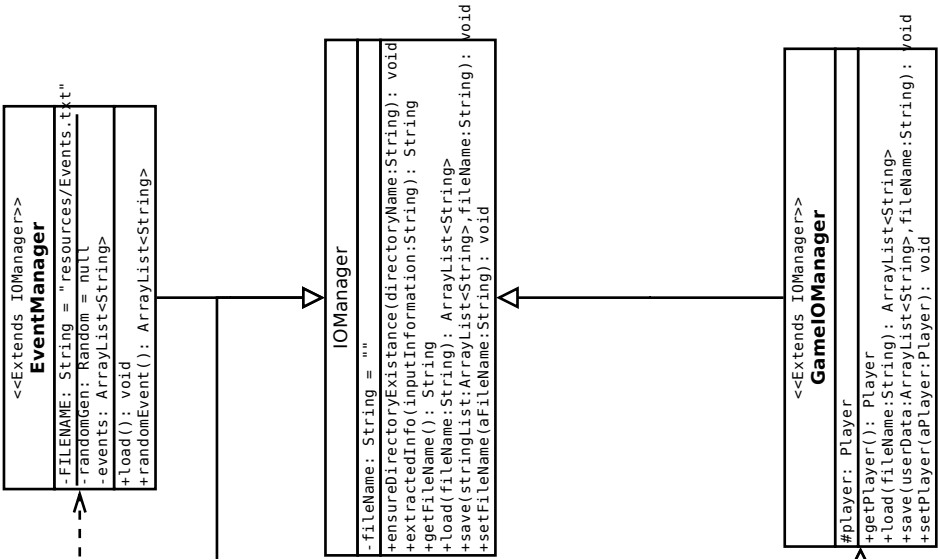 <<Extends IOManager>>
EventManager
-FILENAME: String = "resources/Events.txt"
-randomGen: Random = null
-events: ArrayList<String>
+load(): void
+randomEvent(): ArrayList<String>
IOManager
-fileName: String = ""
+ensureDirectoryExistance(directoryName:String): void
+extractedInfo(inputInformation:String): String
+getFileName(): String
+load(fileName:String): ArrayList<String>
+save(stringList:ArrayList<String>,fileName:String): void
+setFileName(aFileName:String): void
<<Extends IOManager>>
GameIOManager
#player: Player
+getPlayer(): Player
+load(fileName:String): ArrayList<String>
+save(userData:ArrayList<String>,fileName:String): void
+setPlayer(aPlayer:Player): void